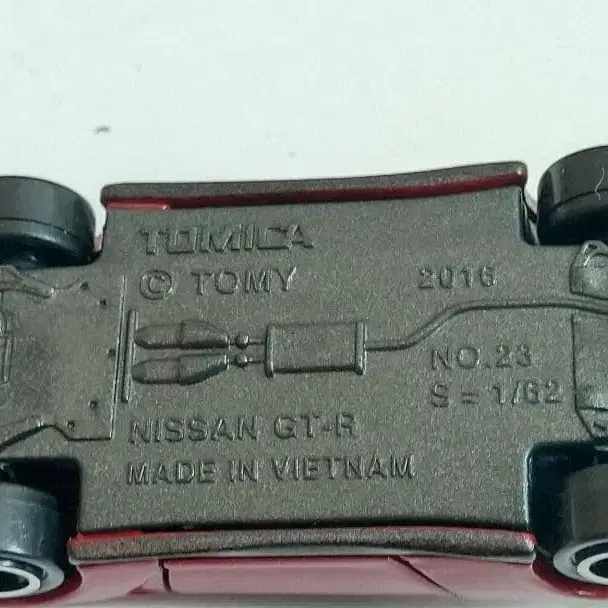 TOMICA
© TOMY 2016
NO.23
S = 1/62
NISSAN GT-R
MADE IN VIETNAM